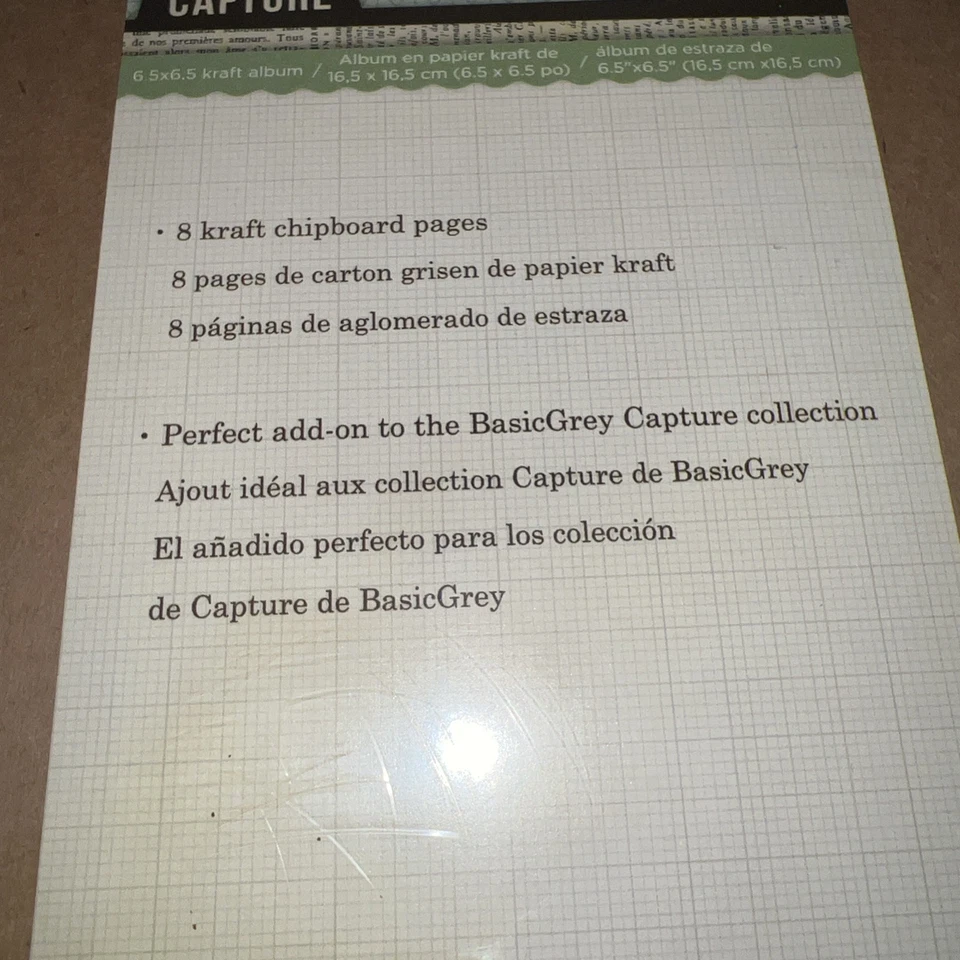 CAPTURE
de nos premières amours. Tous
6.5x6.5 kraft album / Album en papier kraft de 16,5 x 16,5 cm (6.5 x 6.5 po) / álbum de estraza de 6.5"x6.5" (16,5 cm x16,5 cm)
· 8 kraft chipboard pages
8 pages de carton grisen de papier kraft
8 páginas de aglomerado de estraza
· Perfect add-on to the BasicGrey Capture collection
Ajout idéal aux collection Capture de BasicGrey
El añadido perfecto para los colección
de Capture de BasicGrey